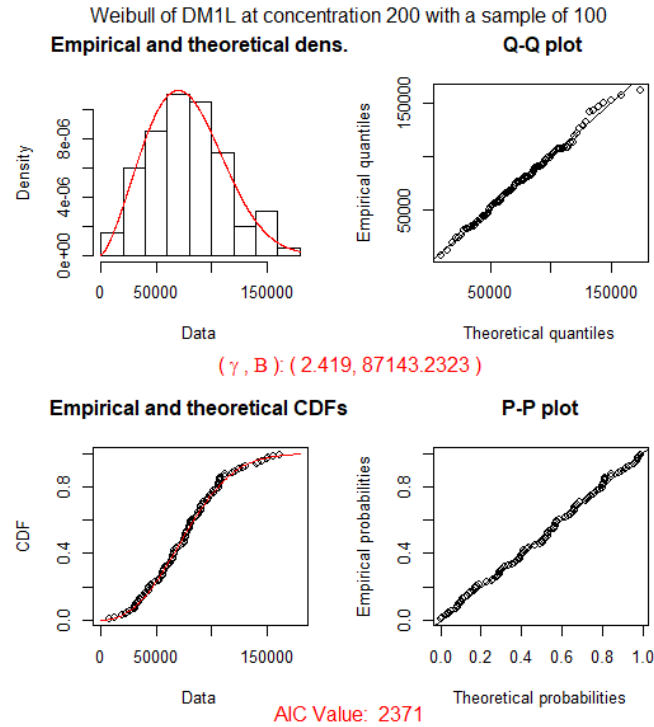 Weibull of DM1L at concentration 200 with a sample of 100
Empirical and theoretical dens.
Density
0e+00
4e-06
8e-06
0
50000
150000
Data
Q-Q plot
Empirical quantiles
50000
150000
50000
150000
Theoretical quantiles
( γ , B ): ( 2.419, 87143.2323 )
Empirical and theoretical CDFs
CDF
0.0
0.4
0.8
0
50000
150000
Data
P-P plot
Empirical probabilities
0.0
0.4
0.8
0.0
0.2
0.4
0.6
0.8
1.0
Theoretical probabilities
AIC Value: 2371